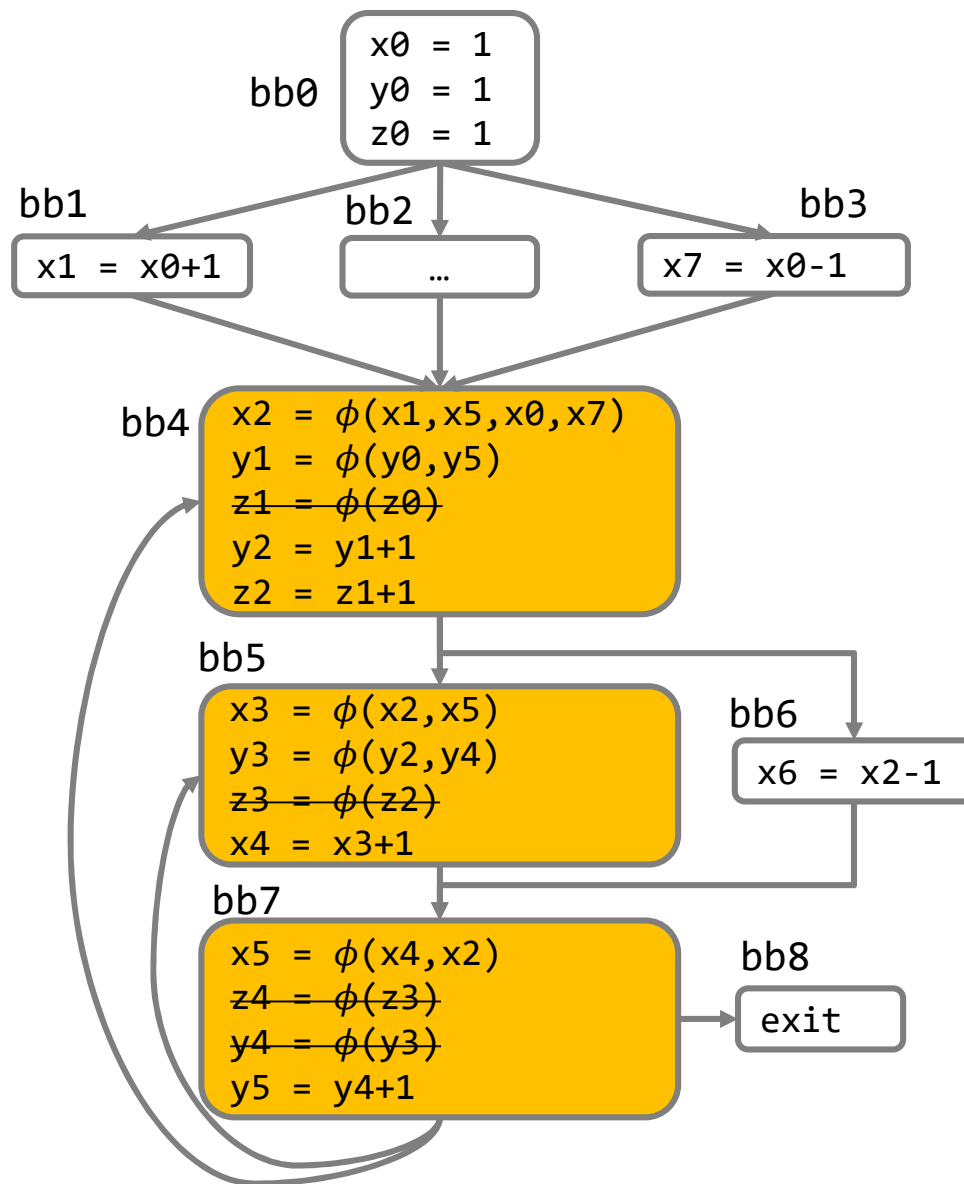 bb0
x0 = 1
y0 = 1
z0 = 1
bb1
x1 = x0+1
bb2
…
bb3
x7 = x0-1
bb4
x2 = ϕ(x1,x5,x0,x7)
y1 = ϕ(y0,y5)
z1 = ϕ(z0)
y2 = y1+1
z2 = z1+1
bb5
x3 = ϕ(x2,x5)
y3 = ϕ(y2,y4)
z3 = ϕ(z2)
x4 = x3+1
bb6
x6 = x2-1
bb7
x5 = ϕ(x4,x2)
z4 = ϕ(z3)
y4 = ϕ(y3)
y5 = y4+1
bb8
exit